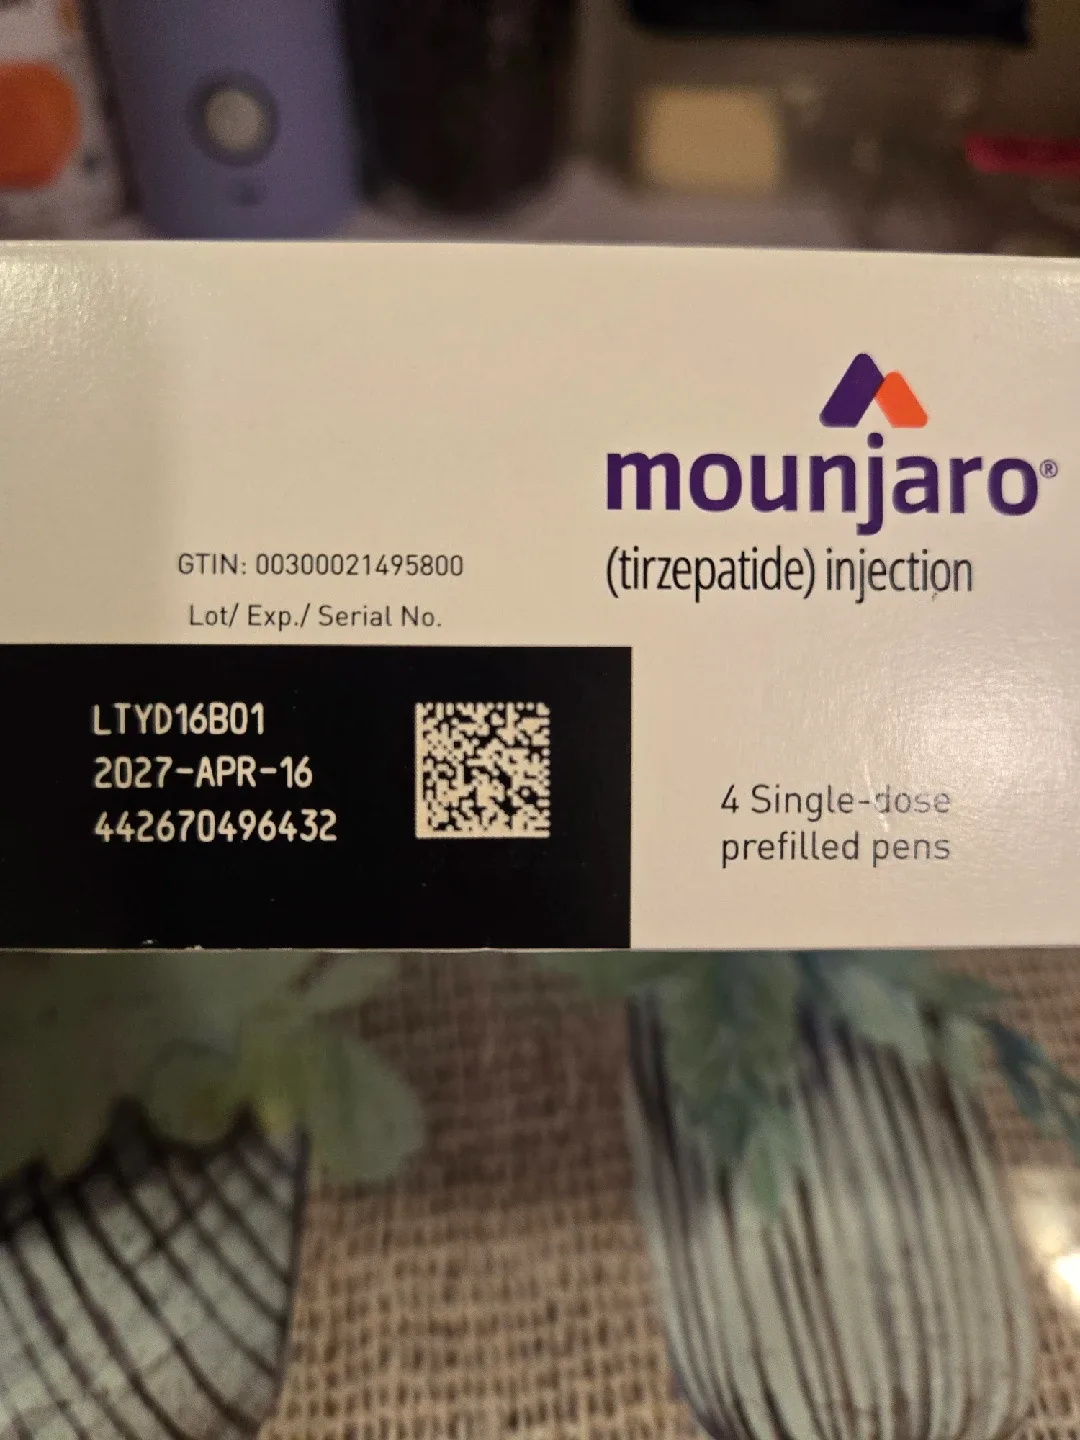 mounjaro®
(tirzepatide) injection
GTIN: 00300021495800
Lot/ Exp./ Serial No.
LTYD16B01
2027-APR-16
442670496432
4 Single-dose
prefilled pens